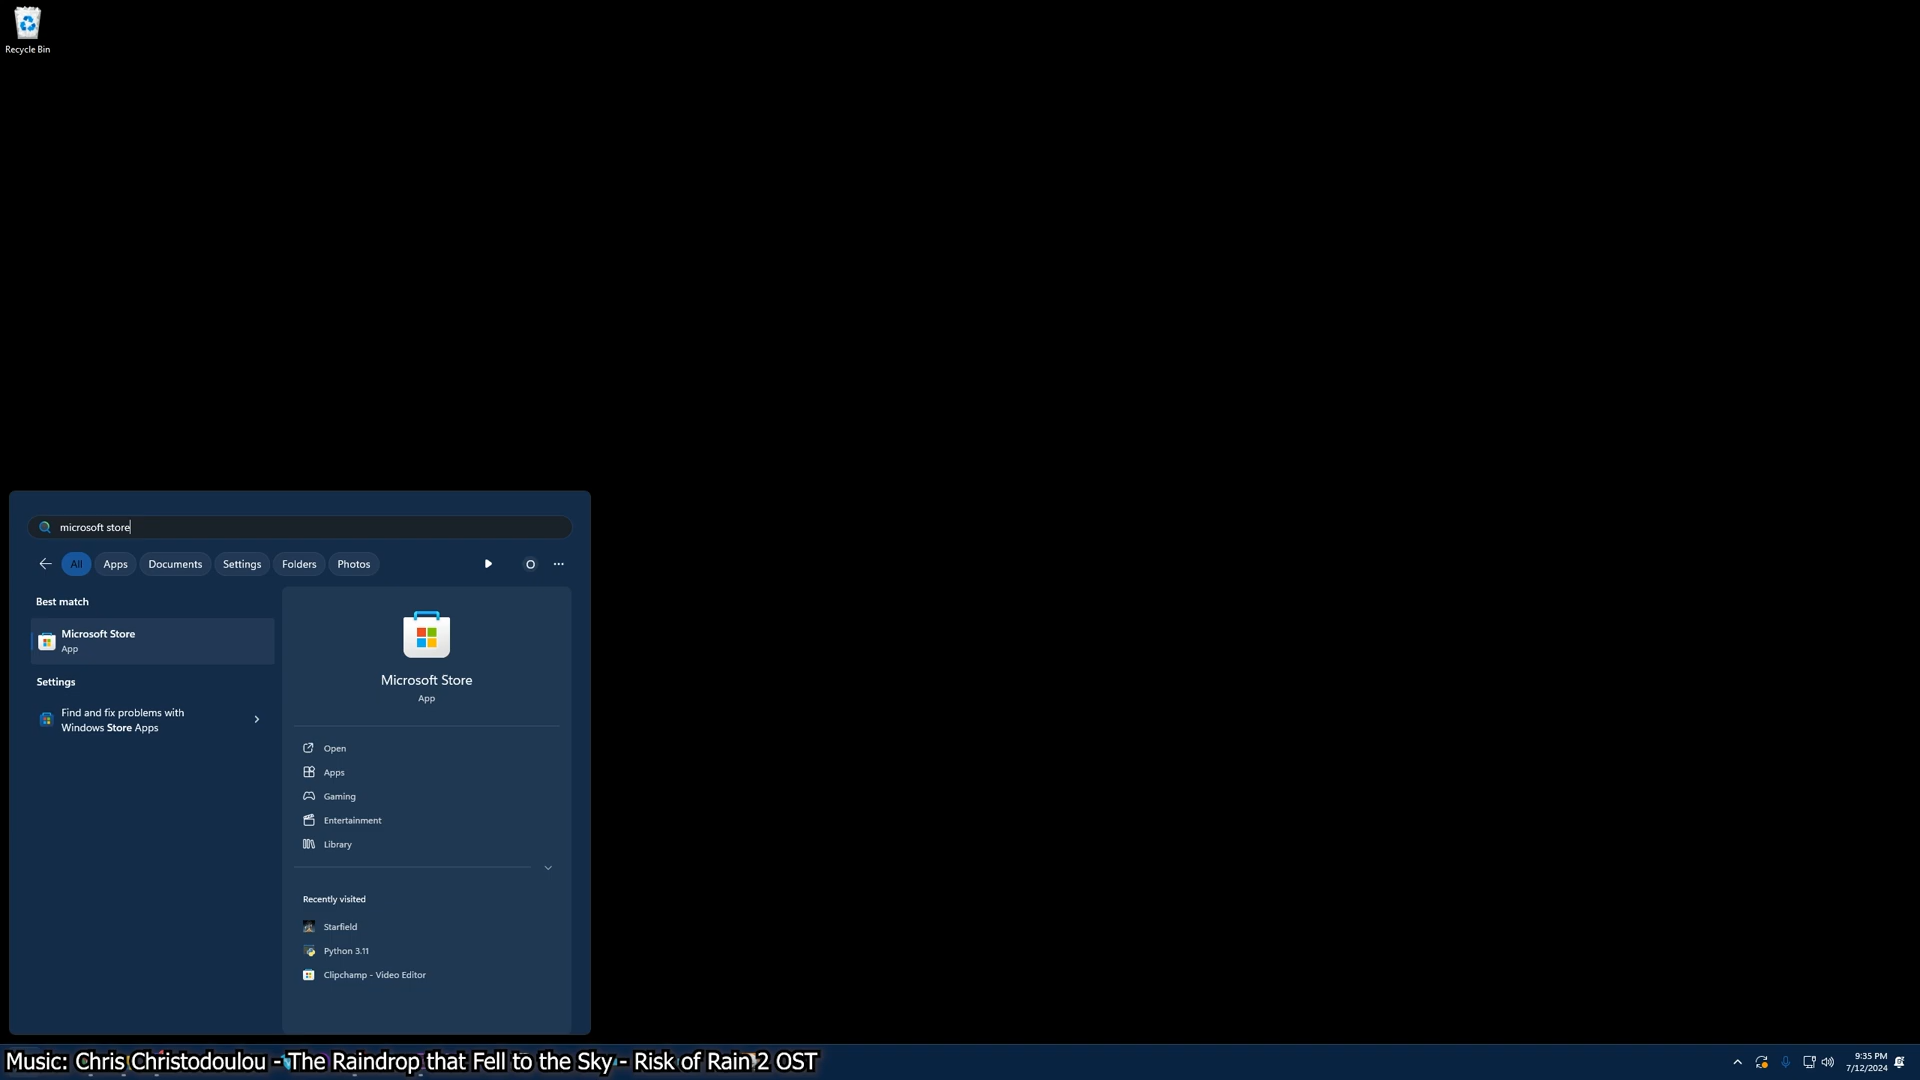 Recycle Bin
microsoft store
All
Apps
Documents
Settings
Folders
Photos
O
Best match
Microsoft Store
App
Settings
Find and fix problems with
Windows Store Apps
Microsoft Store
App
Open
Apps
Gaming
Entertainment
Library
Recently visited
Starfield
Python 3.11
Clipchamp - Video Editor
Music: Chris Christodoulou - The Raindrop that Fell to the Sky - Risk of Rain 2 OST
9:35 PM
7/12/2024